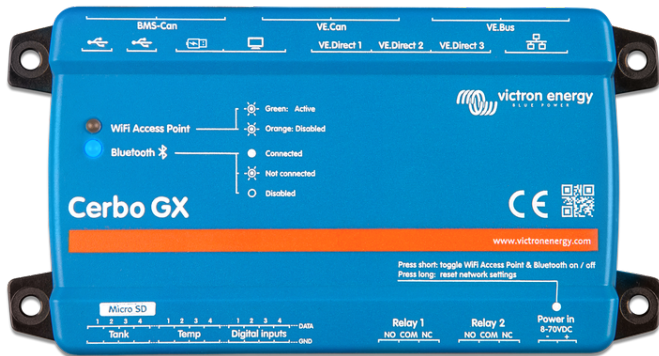 BMS-Can VE.Can VE.Bus
VE.Direct 1 VE.Direct 2 VE.Direct 3
victron energy
BLUE POWER
WiFi Access Point
Green: Active
Orange: Disabled
Bluetooth
Connected
Not connected
Disabled
Cerbo GX
CE
www.victronenergy.com
Press short: toggle WiFi Access Point & Bluetooth on / off
Press long: reset network settings
Micro SD
1 2 3 4 1 2 3 4 1 2 3 4 DATA
Tank Temp Digital inputs GND
Relay 1 Relay 2 Power in
NO COM NC NO COM NC 8-70VDC
- +